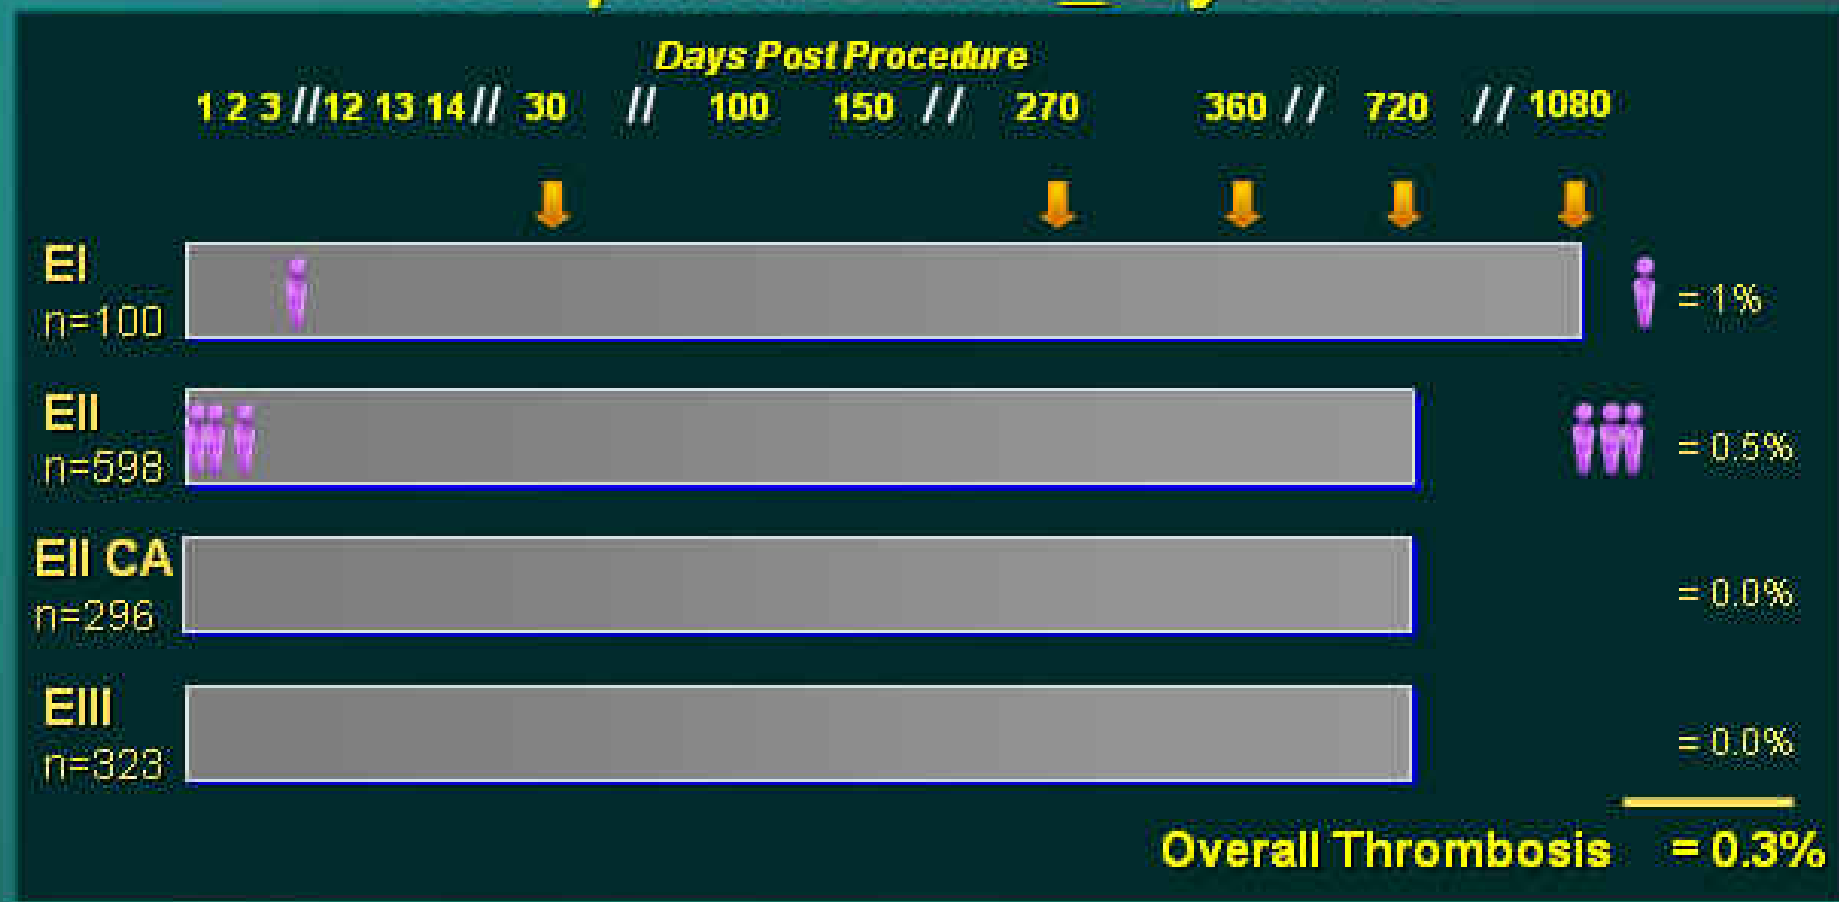 Days Post Procedure
1 2 3 // 12 13 14 // 30 // 100 150 // 270 360 // 720 // 1080
EI
n=100
= 1%
EII
n=598
= 0.5%
EII CA
n=296
= 0.0%
EIII
n=323
= 0.0%
Overall Thrombosis = 0.3%